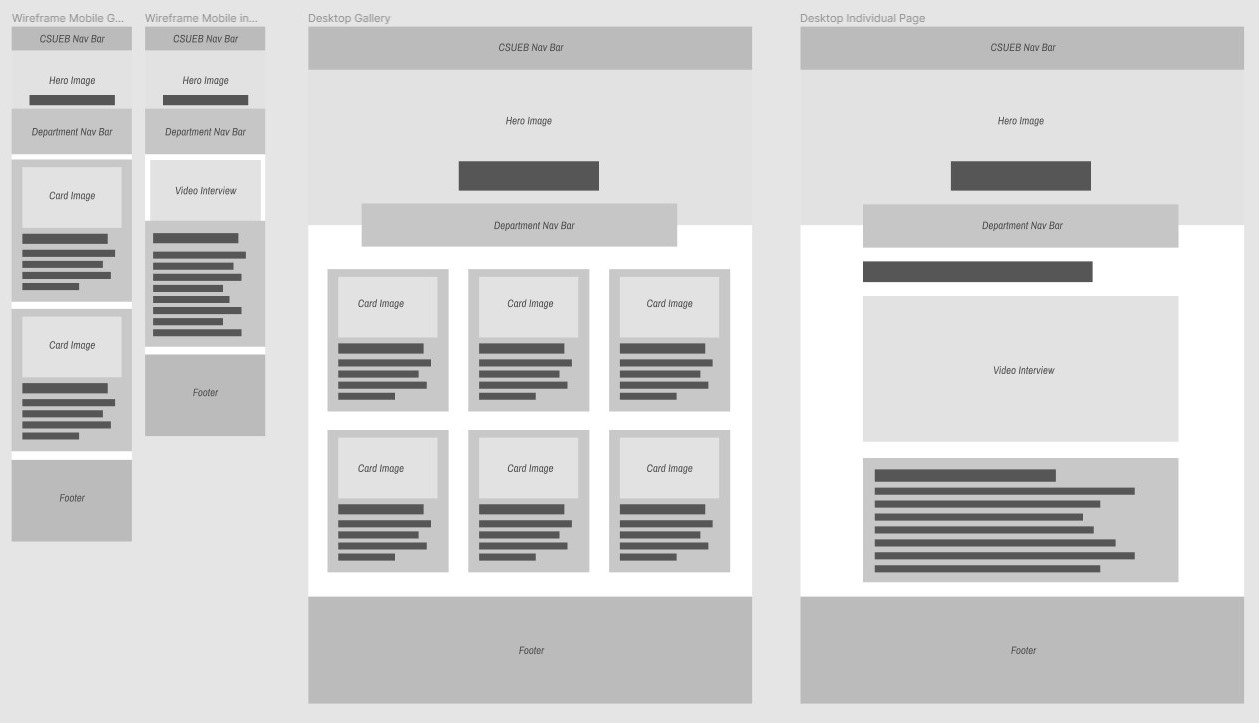 Wireframe Mobile G...
CSUEB Nav Bar
Hero Image
Department Nav Bar
Card Image
Card Image
Footer
Wireframe Mobile in...
CSUEB Nav Bar
Hero Image
Department Nav Bar
Video Interview
Footer
Desktop Gallery
CSUEB Nav Bar
Hero Image
Department Nav Bar
Card Image
Card Image
Card Image
Card Image
Card Image
Card Image
Footer
Desktop Individual Page
CSUEB Nav Bar
Hero Image
Department Nav Bar
Video Interview
Footer